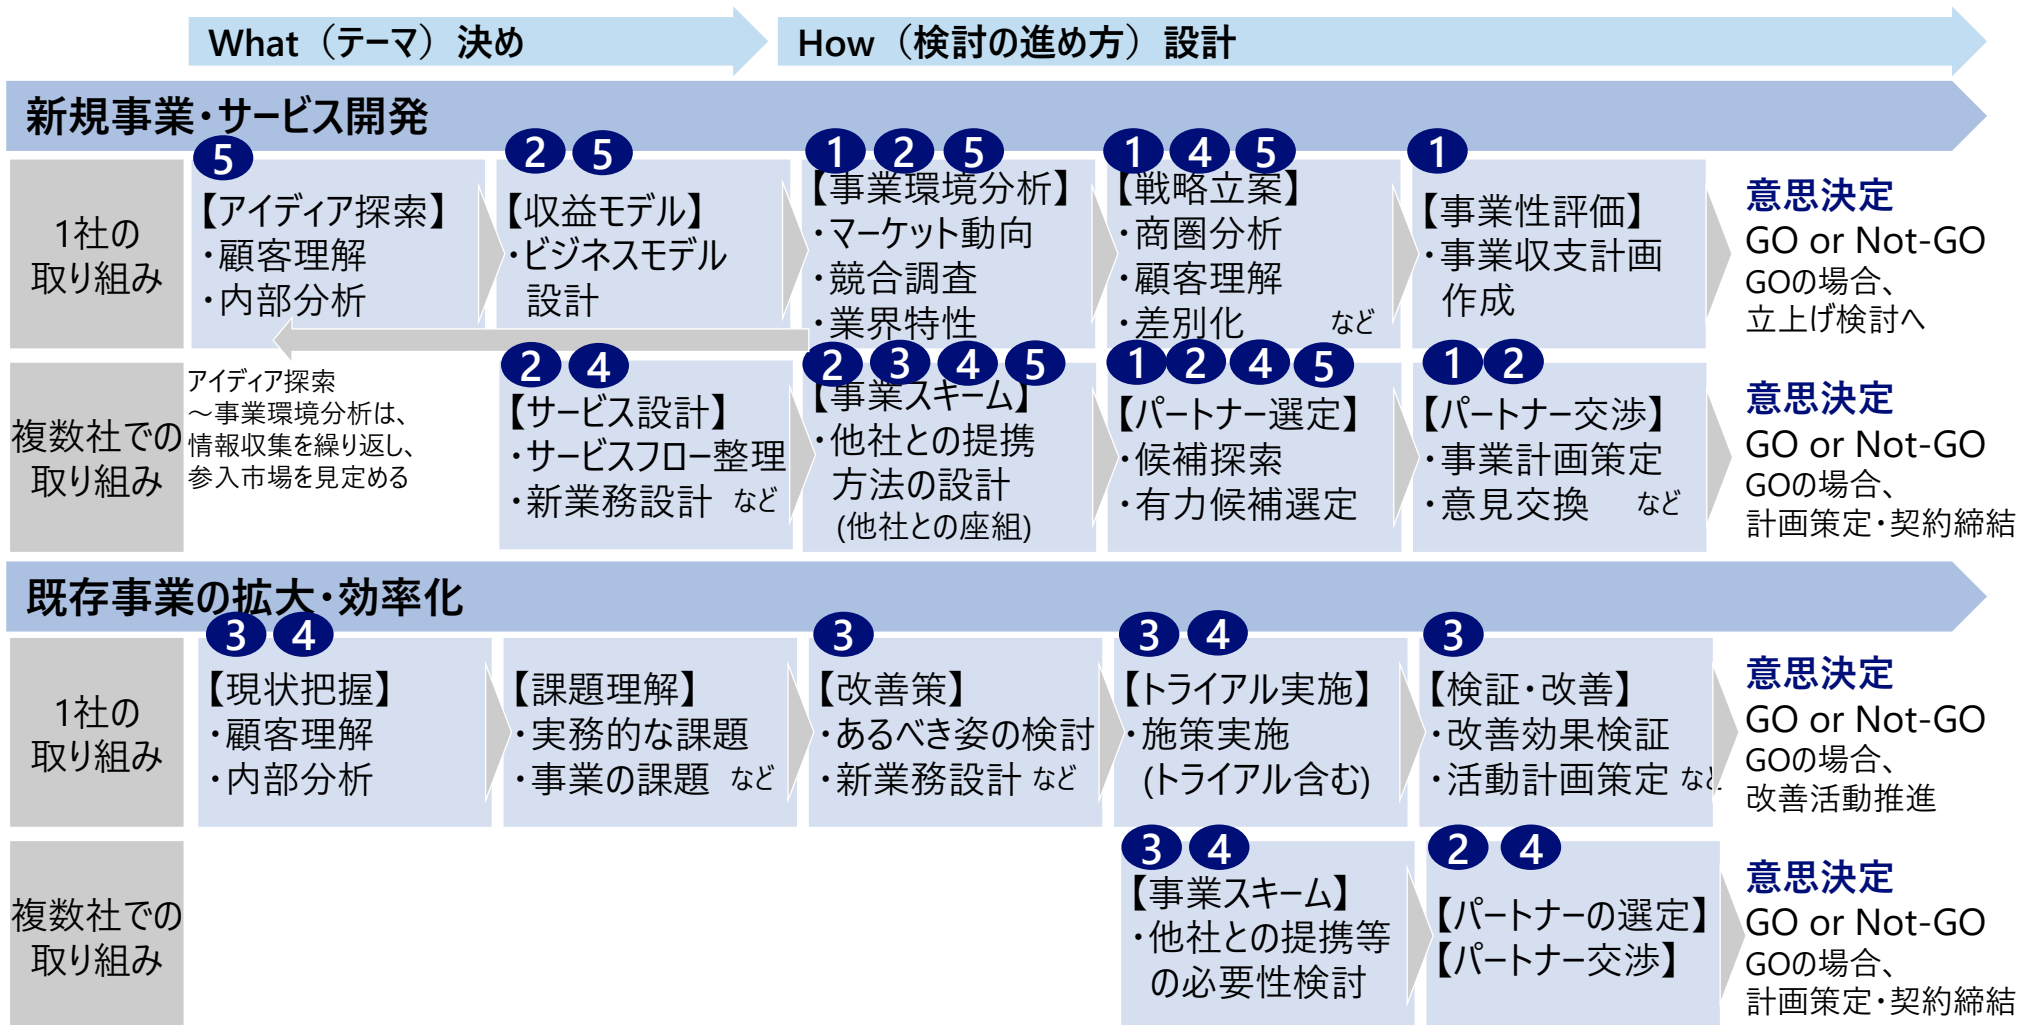 What（テーマ）決め
How（検討の進め方）設計
新規事業・サービス開発
1社の
取り組み
5
【アイディア探索】
・顧客理解
・内部分析
2 5
【収益モデル】
・ビジネスモデル
設計
1 2 5
【事業環境分析】
・マーケット動向
・競合調査
・業界特性
1 4 5
【戦略立案】
・商圏分析
・顧客理解
・差別化 など
1
【事業性評価】
・事業収支計画
作成
意思決定
GO or Not-GO
GOの場合、
立上げ検討へ
複数社での
取り組み
アイディア探索
～事業環境分析は、
情報収集を繰り返し、
参入市場を見定める
2 4
【サービス設計】
・サービスフロー整理
・新業務設計 など
2 3 4 5
【事業スキーム】
・他社との提携
方法の設計
(他社との座組)
1 2 4 5
【パートナー選定】
・候補探索
・有力候補選定
1 2
【パートナー交渉】
・事業計画策定
・意見交換 など
意思決定
GO or Not-GO
GOの場合、
計画策定・契約締結
既存事業の拡大・効率化
1社の
取り組み
3 4
【現状把握】
・顧客理解
・内部分析
【課題理解】
・実務的な課題
・事業の課題 など
3
【改善策】
・あるべき姿の検討
・新業務設計 など
3 4
【トライアル実施】
・施策実施
(トライアル含む)
3
【検証・改善】
・改善効果検証
・活動計画策定 など
意思決定
GO or Not-GO
GOの場合、
改善活動推進
複数社での
取り組み
3 4
【事業スキーム】
・他社との提携等
の必要性検討
2 4
【パートナーの選定】
【パートナー交渉】
意思決定
GO or Not-GO
GOの場合、
計画策定・契約締結